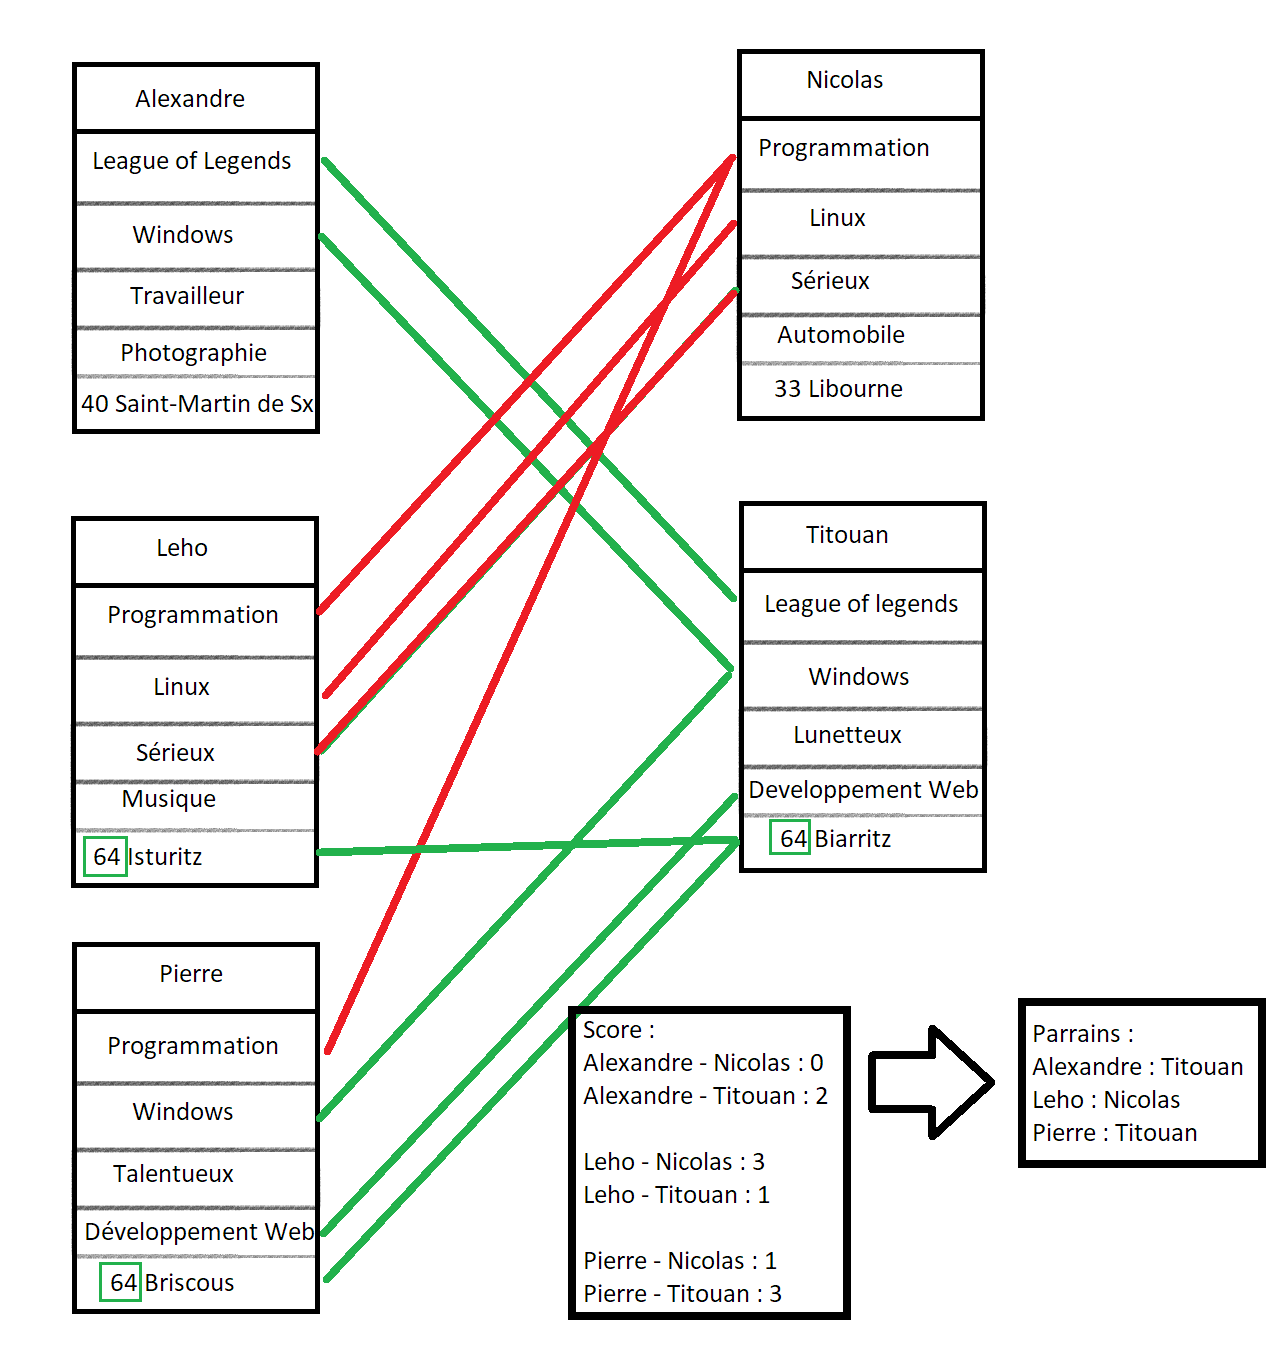 Alexandre
League of Legends
Windows
Travailleur
Photographie
40 Saint-Martin de Sx
Leho
Programmation
Linux
Sérieux
Musique
64 Isturitz
Pierre
Programmation
Windows
Talentueux
Développement Web
64 Briscous
Nicolas
Programmation
Linux
Sérieux
Automobile
33 Libourne
Titouan
League of legends
Windows
Lunetteux
Developpement Web
64 Biarritz
Score :
Alexandre - Nicolas : 0
Alexandre - Titouan : 2
Leho - Nicolas : 3
Leho - Titouan : 1
Pierre - Nicolas : 1
Pierre - Titouan : 3
Parrains :
Alexandre : Titouan
Leho : Nicolas
Pierre : Titouan